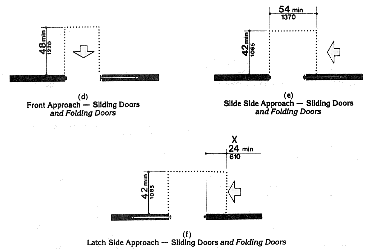 48 min
1220
(d)
Front Approach — Sliding Doors
and Folding Doors
54 min
1370
42 min
1065
(e)
Slide Side Approach — Sliding Doors
and Folding Doors
X
24 min
610
42 min
1065
(f)
Latch Side Approach — Sliding Doors and Folding Doors